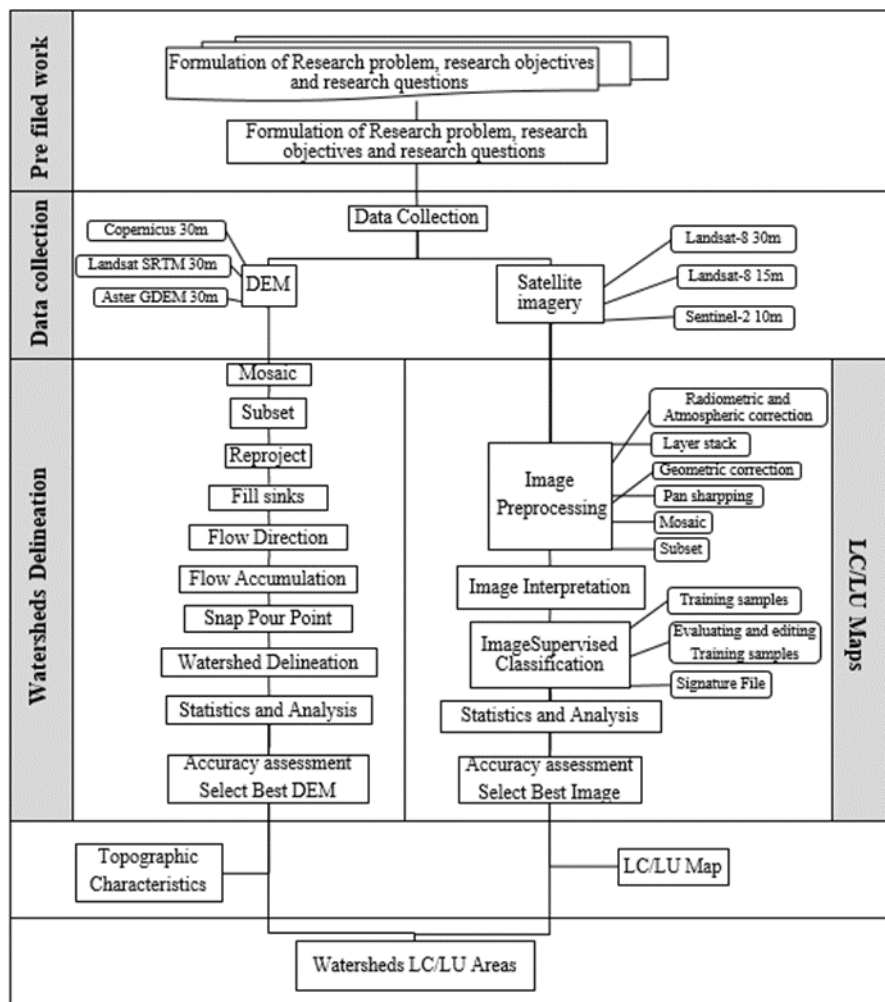 Pre filed work
Formulation of Research problem, research objectives
and research questions
Formulation of Research problem, research
objectives and research questions
Data collection
Data Collection
Copernicus 30m
Landsat SRTM 30m
Aster GDEM 30m
DEM
Satellite
imagery
Landsat-8 30m
Landsat-8 15m
Sentinel-2 10m
Watersheds Delineation
Mosaic
Subset
Reproject
Fill sinks
Flow Direction
Flow Accumulation
Snap Pour Point
Watershed Delineation
Statistics and Analysis
Accuracy assessment
Select Best DEM
Image
Preprocessing
Radiometric and
Atmospheric correction
Layer stack
Geometric correction
Pan sharpping
Mosaic
Subset
Image Interpretation
ImageSupervised
Classification
Training samples
Evaluating and editing
Training samples
Signature File
Statistics and Analysis
Accuracy assessment
Select Best Image
LC/LU Maps
Topographic
Characteristics
LC/LU Map
Watersheds LC/LU Areas